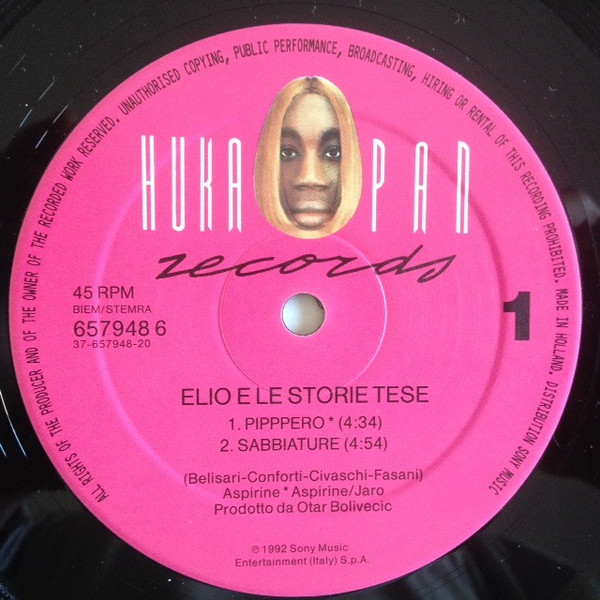 ALL RIGHTS OF THE PRODUCER AND OF THE OWNER OF THE RECORDED WORK RESERVED. UNAUTHORISED COPYING, PUBLIC PERFORMANCE, BROADCASTING, HIRING OR RENTAL OF THIS RECORDING PROHIBITED. MADE IN HOLLAND. DISTRIBUTION SONY MUSIC
HUKA PAN
records
45 RPM
BIEM/STEMRA
657948 6
37-657948-20
1
ELIO E LE STORIE TESE
1. PIPPPERO * (4:34)
2. SABBIATURE (4:54)
(Belisari-Conforti-Civaschi-Fasani)
Aspirine * Aspirine/Jaro
Prodotto da Otar Bolivecic
℗ 1992 Sony Music
Entertainment (Italy) S.p.A.